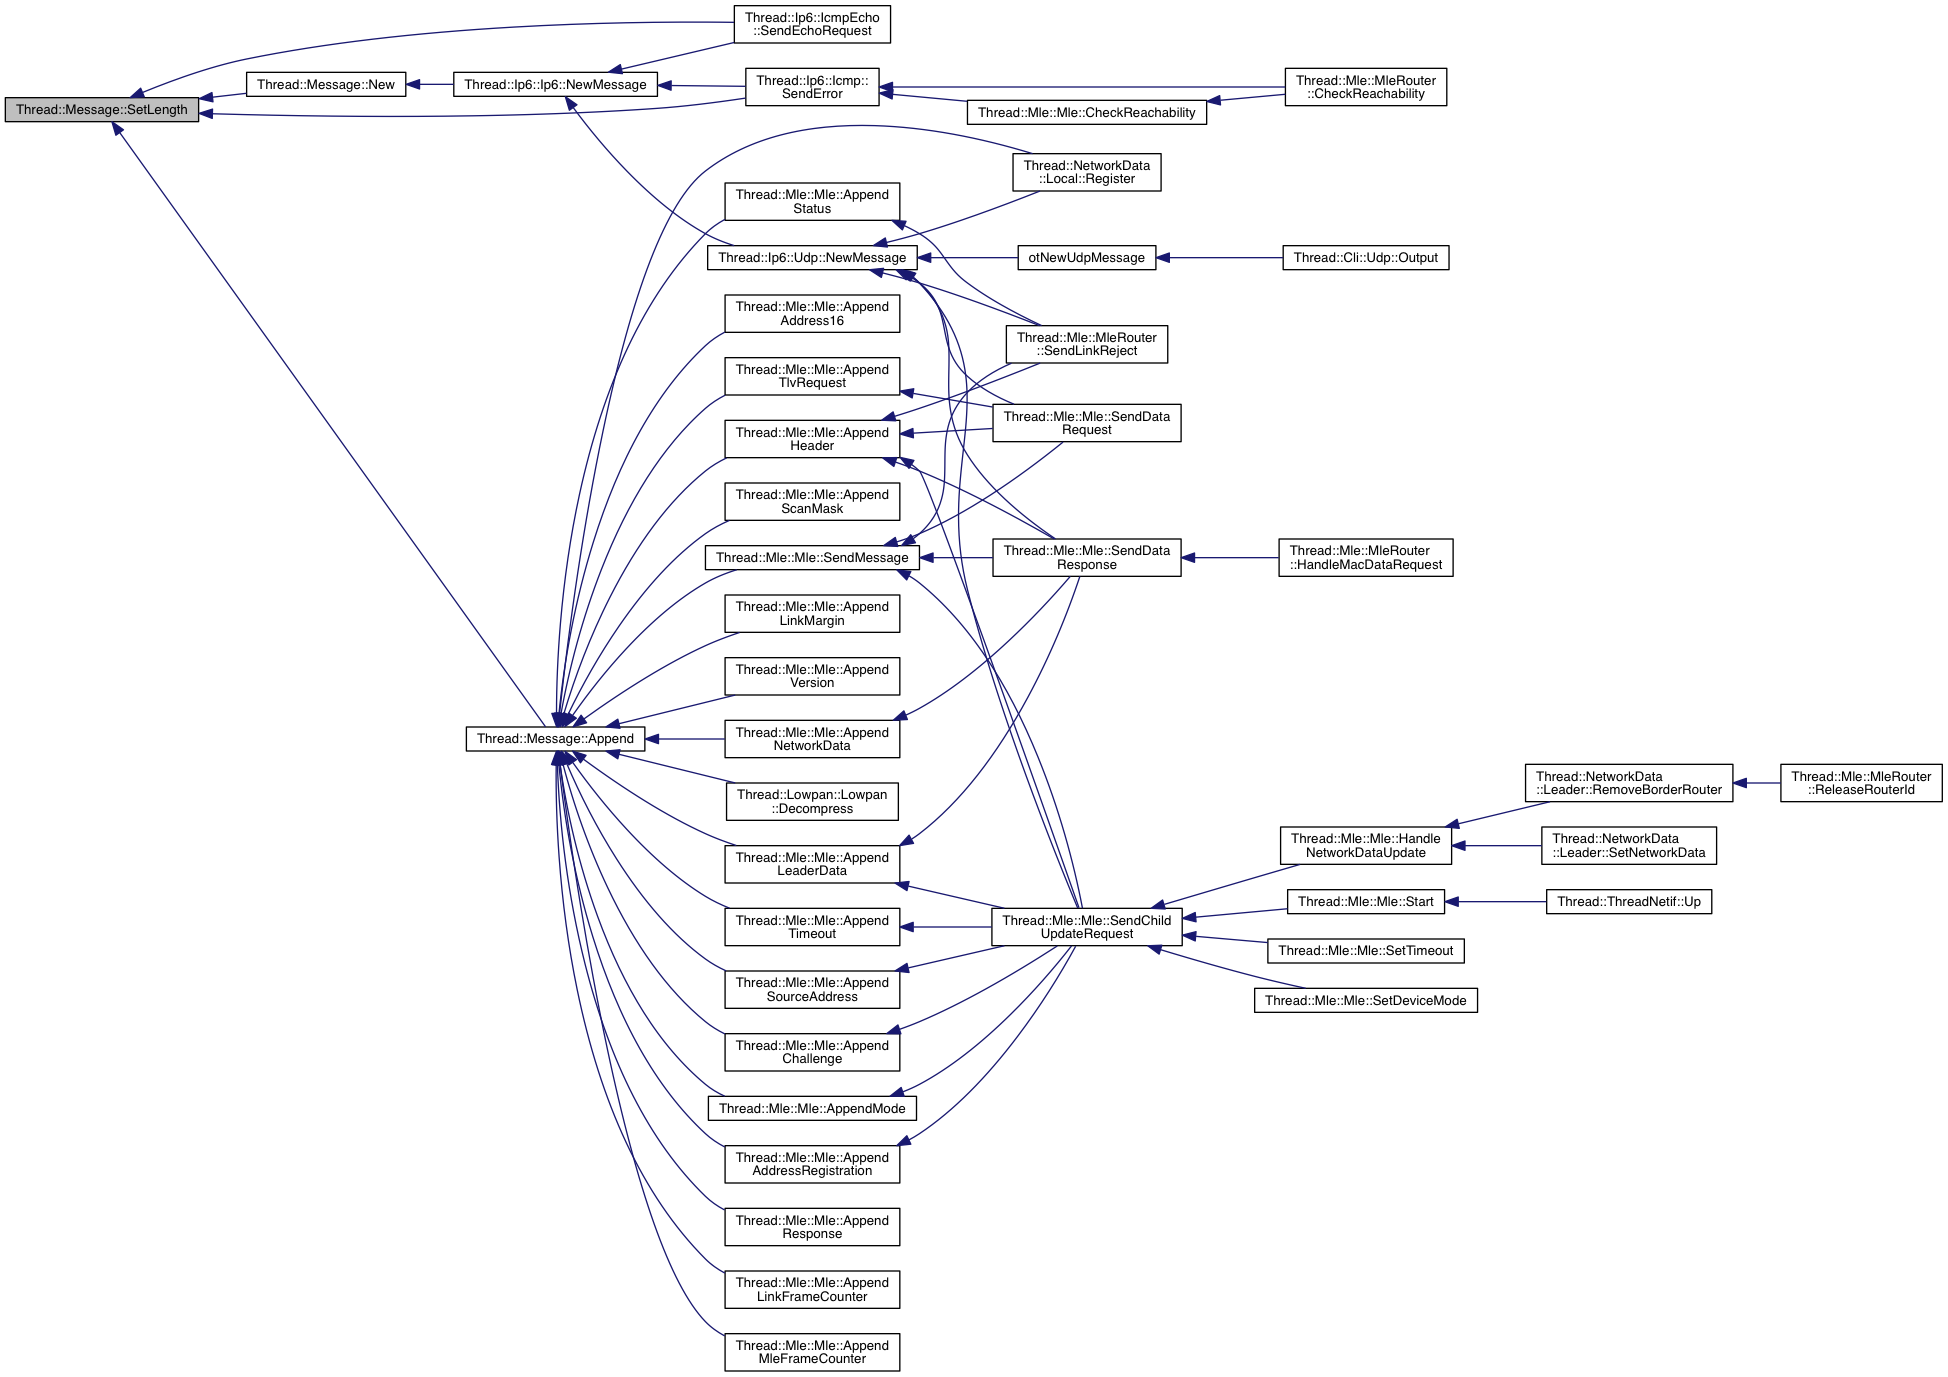 Thread::Message::SetLength
Thread::Message::New
Thread::Ip6::Ip6::NewMessage
Thread::Message::Append
Thread::Ip6::IcmpEcho
::SendEchoRequest
Thread::Ip6::Icmp::
SendError
Thread::Mle::Mle::Append
Status
Thread::Ip6::Udp::NewMessage
Thread::Mle::Mle::Append
Address16
Thread::Mle::Mle::Append
TlvRequest
Thread::Mle::Mle::Append
Header
Thread::Mle::Mle::Append
ScanMask
Thread::Mle::Mle::SendMessage
Thread::Mle::Mle::Append
LinkMargin
Thread::Mle::Mle::Append
Version
Thread::Mle::Mle::Append
NetworkData
Thread::Lowpan::Lowpan
::Decompress
Thread::Mle::Mle::Append
LeaderData
Thread::Mle::Mle::Append
Timeout
Thread::Mle::Mle::Append
SourceAddress
Thread::Mle::Mle::Append
Challenge
Thread::Mle::Mle::AppendMode
Thread::Mle::Mle::Append
AddressRegistration
Thread::Mle::Mle::Append
Response
Thread::Mle::Mle::Append
LinkFrameCounter
Thread::Mle::Mle::Append
MleFrameCounter
Thread::Mle::Mle::CheckReachability
Thread::NetworkData
::Local::Register
otNewUdpMessage
Thread::Mle::MleRouter
::SendLinkReject
Thread::Mle::Mle::SendData
Request
Thread::Mle::Mle::SendData
Response
Thread::Mle::Mle::SendChild
UpdateRequest
Thread::Mle::MleRouter
::CheckReachability
Thread::Cli::Udp::Output
Thread::Mle::MleRouter
::HandleMacDataRequest
Thread::Mle::Mle::Handle
NetworkDataUpdate
Thread::Mle::Mle::Start
Thread::Mle::Mle::SetTimeout
Thread::Mle::Mle::SetDeviceMode
Thread::NetworkData
::Leader::RemoveBorderRouter
Thread::NetworkData
::Leader::SetNetworkData
Thread::ThreadNetif::Up
Thread::Mle::MleRouter
::ReleaseRouterId